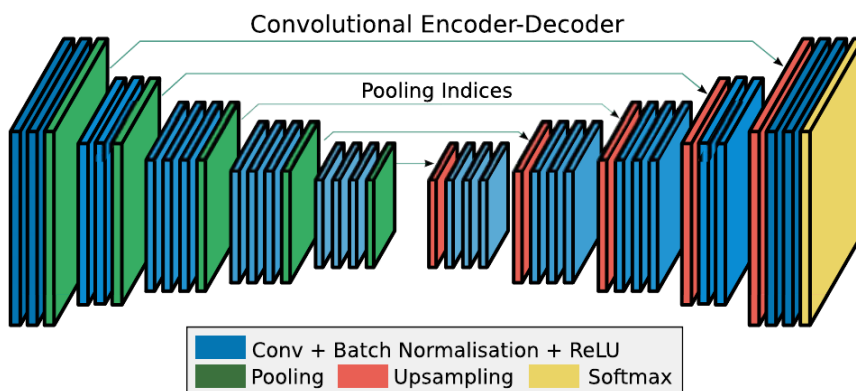 Convolutional Encoder-Decoder
Pooling Indices
Conv + Batch Normalisation + ReLU
Pooling Upsampling Softmax